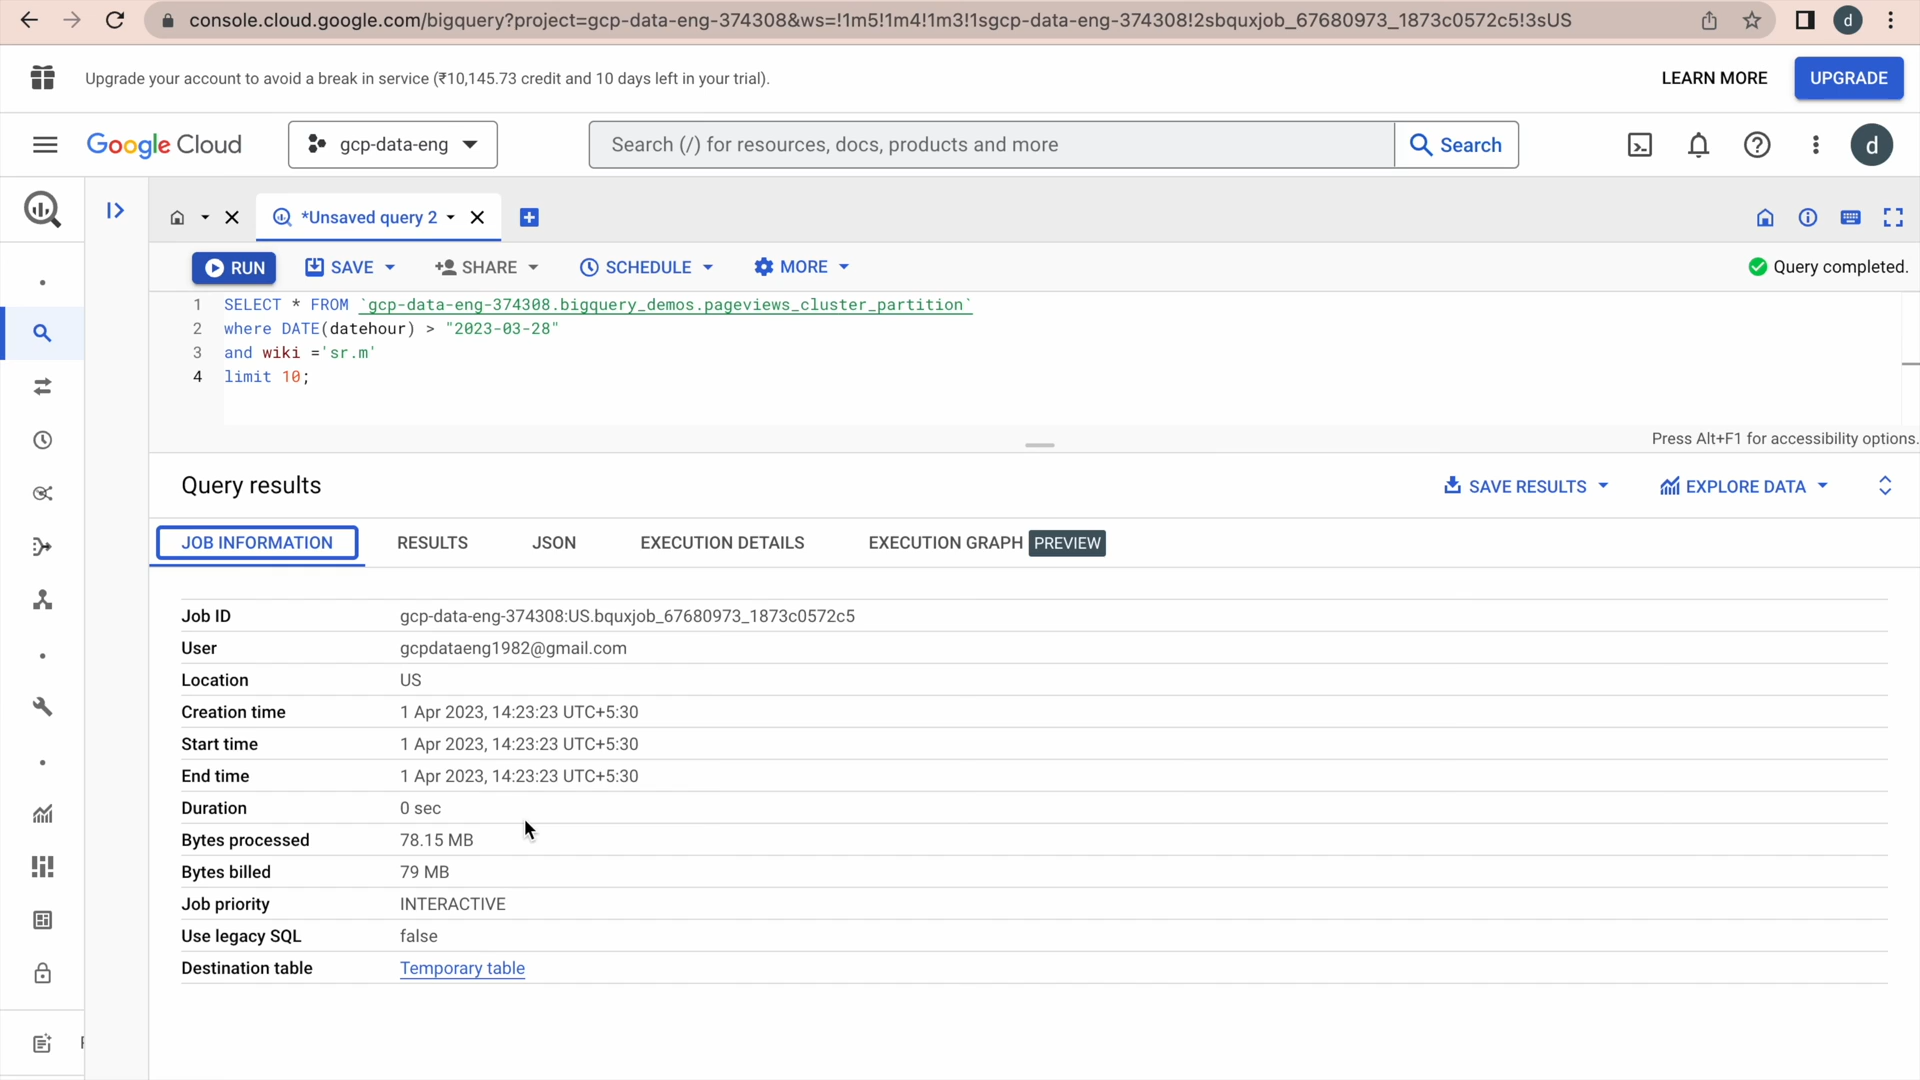 console.cloud.google.com/bigquery?project=gcp-data-eng-374308&ws=!1m5!1m4!1m3!1sgcp-data-eng-374308!2sbquxjob_67680973_1873c0572c5!3sUS
d
Upgrade your account to avoid a break in service (₹10,145.73 credit and 10 days left in your trial).
LEARN MORE
UPGRADE
Google Cloud
gcp-data-eng
Search (/) for resources, docs, products and more
Search
d
*Unsaved query 2
RUN
SAVE
SHARE
SCHEDULE
MORE
Query completed.
1 SELECT * FROM `gcp-data-eng-374308.bigquery_demos.pageviews_cluster_partition`
2 where DATE(datehour) > "2023-03-28"
3 and wiki ='sr.m'
4 limit 10;
Press Alt+F1 for accessibility options.
Query results
SAVE RESULTS
EXPLORE DATA
JOB INFORMATION
RESULTS
JSON
EXECUTION DETAILS
EXECUTION GRAPH PREVIEW
Job ID gcp-data-eng-374308:US.bquxjob_67680973_1873c0572c5
User gcpdataeng1982@gmail.com
Location US
Creation time 1 Apr 2023, 14:23:23 UTC+5:30
Start time 1 Apr 2023, 14:23:23 UTC+5:30
End time 1 Apr 2023, 14:23:23 UTC+5:30
Duration 0 sec
Bytes processed 78.15 MB
Bytes billed 79 MB
Job priority INTERACTIVE
Use legacy SQL false
Destination table Temporary table